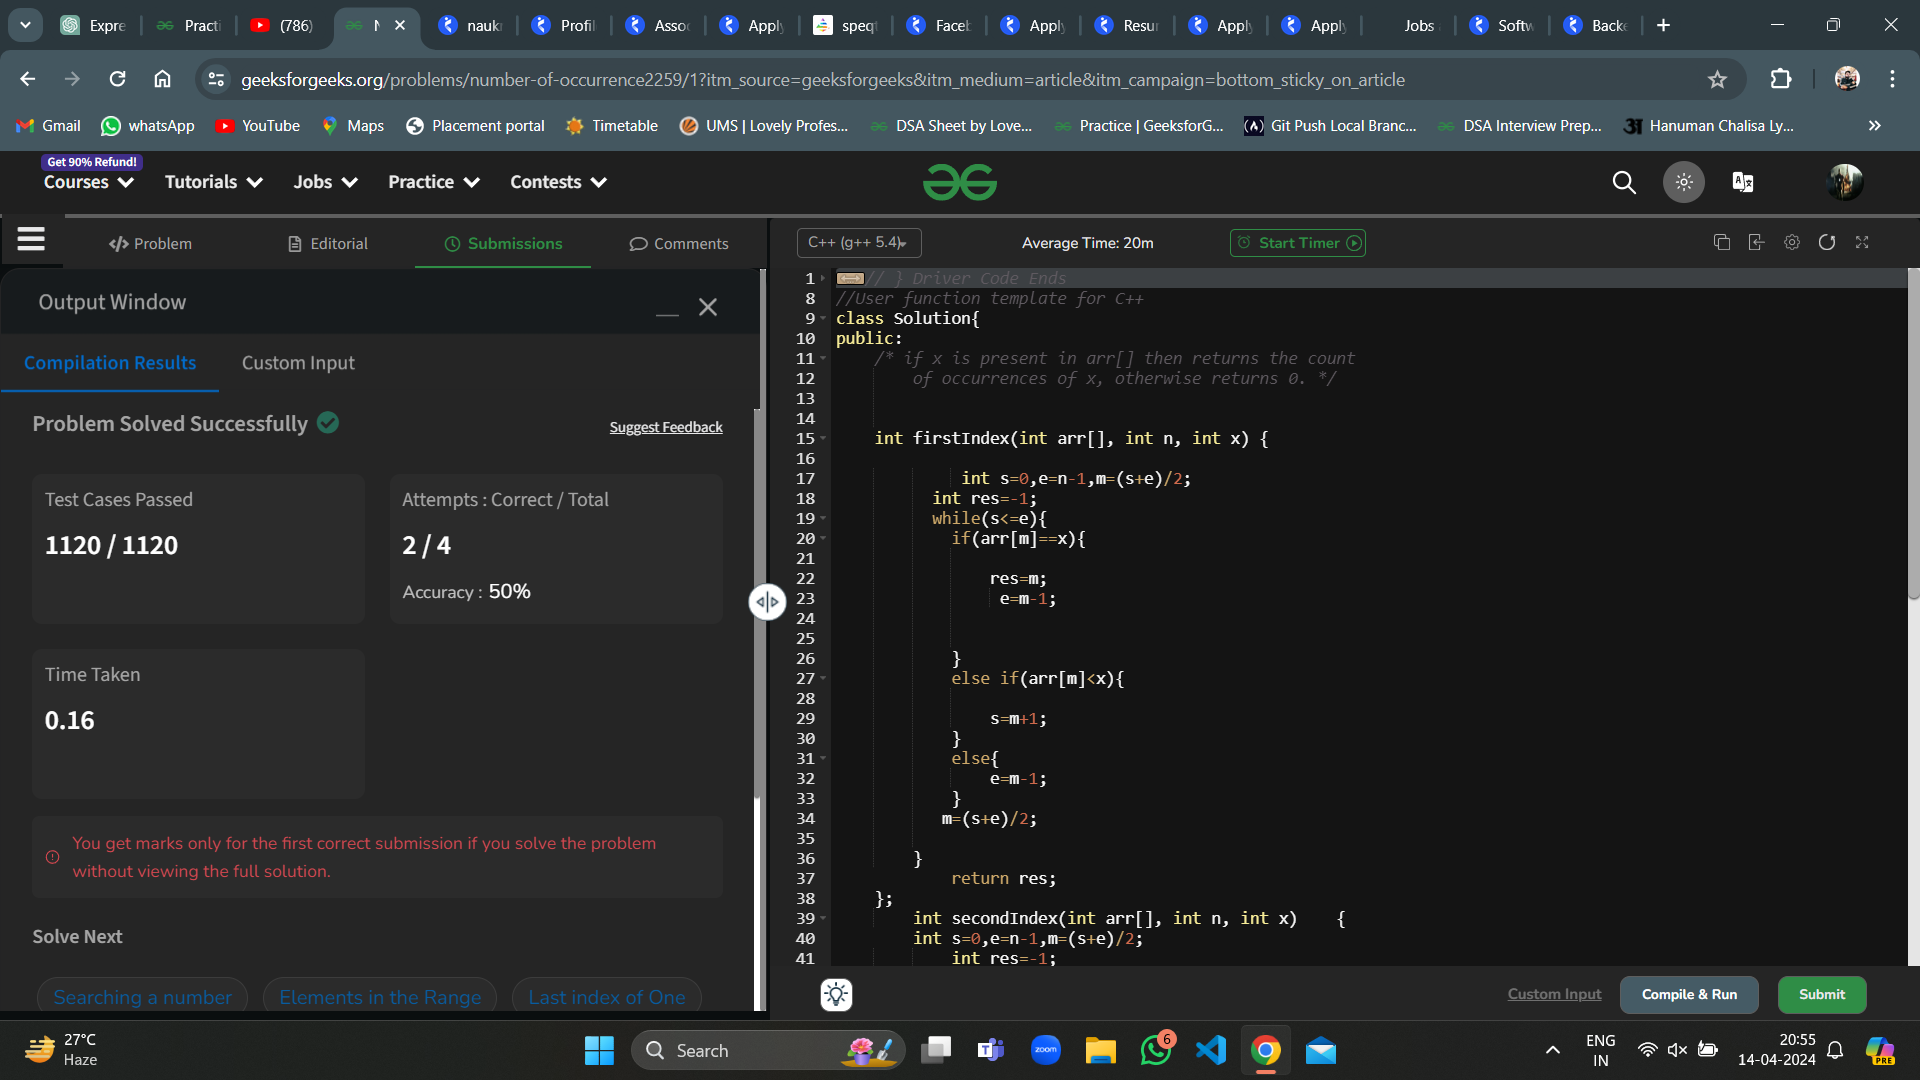 Expre
Practi
(786)
N
nauki
Profil
Assoc
Apply
speqt
Faceb
Apply
Resur
Apply
Apply
Jobs
Softw
Backe
geeksforgeeks.org/problems/number-of-occurrence2259/1?itm_source=geeksforgeeks&itm_medium=article&itm_campaign=bottom_sticky_on_article
Gmail
whatsApp
YouTube
Maps
Placement portal
Timetable
UMS | Lovely Profes...
DSA Sheet by Love...
Practice | GeeksforG...
Git Push Local Branc...
DSA Interview Prep...
Hanuman Chalisa Ly...
Get 90% Refund!
Courses
Tutorials
Jobs
Practice
Contests
Problem
Editorial
Submissions
Comments
C++ (g++ 5.4)
Average Time: 20m
Start Timer
Output Window
Compilation Results
Custom Input
Problem Solved Successfully
Suggest Feedback
Test Cases Passed
1120 / 1120
Attempts : Correct / Total
2 / 4
Accuracy : 50%
Time Taken
0.16
You get marks only for the first correct submission if you solve the problem
without viewing the full solution.
Solve Next
Searching a number
Elements in the Range
Last index of One
1 // } Driver Code Ends
8 //User function template for C++
9 class Solution{
10 public:
11 /* if x is present in arr[] then returns the count
12 of occurrences of x, otherwise returns 0. */
13
14
15 int firstIndex(int arr[], int n, int x) {
16
17 int s=0,e=n-1,m=(s+e)/2;
18 int res=-1;
19 while(s<=e){
20 if(arr[m]==x){
21
22 res=m;
23 e=m-1;
24
25
26 }
27 else if(arr[m]<x){
28
29 s=m+1;
30 }
31 else{
32 e=m-1;
33 }
34 m=(s+e)/2;
35
36 }
37 return res;
38 };
39 int secondIndex(int arr[], int n, int x) {
40 int s=0,e=n-1,m=(s+e)/2;
41 int res=-1;
Custom Input
Compile & Run
Submit
27°C
Haze
Search
zoom
6
ENG
IN
20:55
14-04-2024
PRE